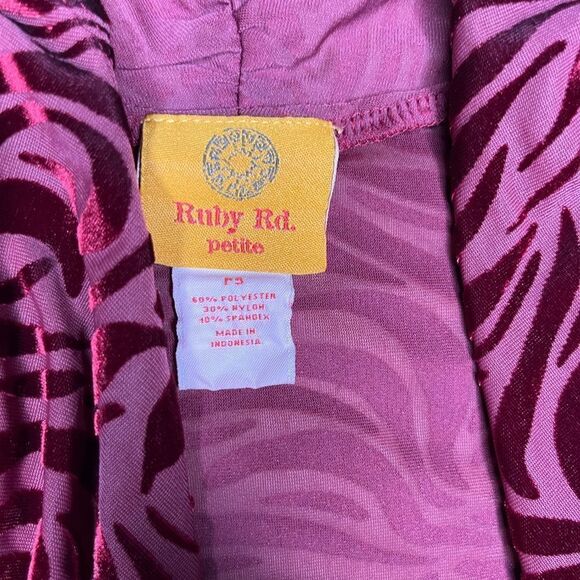 Ruby Rd.
petite
PS
60% POLYESTER
30% NYLON
10% SPANDEX
MADE IN
INDONESIA